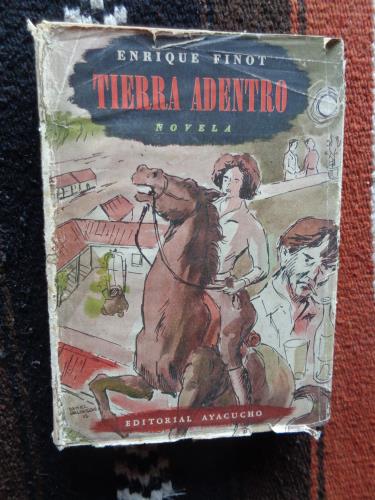 ENRIQUE FINOT
TIERRA ADENTRO
NOVELA
EDITORIAL AYACUCHO